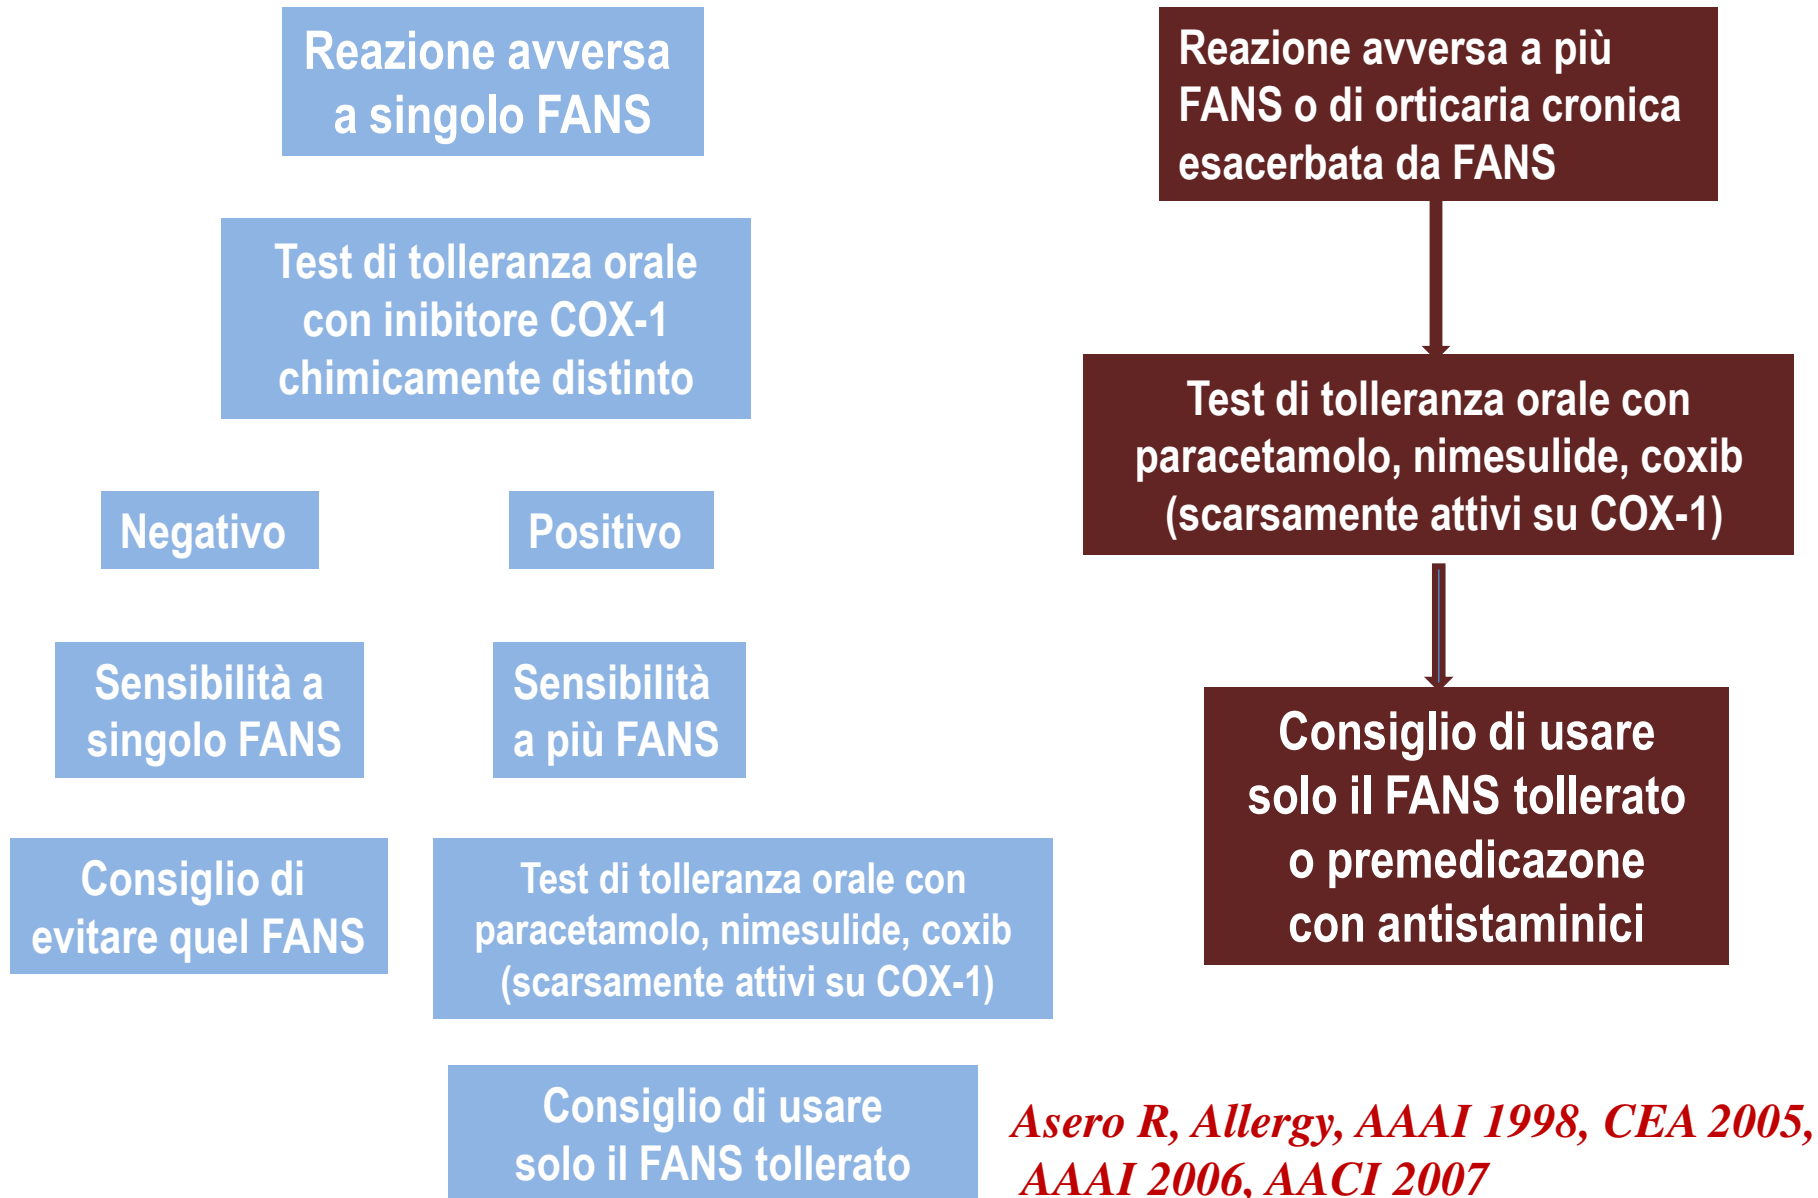 Reazione avversa
a singolo FANS
Test di tolleranza orale
con inibitore COX-1
chimicamente distinto
Negativo
Positivo
Sensibilità a
singolo FANS
Sensibilità
a più FANS
Consiglio di
evitare quel FANS
Test di tolleranza orale con
paracetamolo, nimesulide, coxib
(scarsamente attivi su COX-1)
Consiglio di usare
solo il FANS tollerato
Reazione avversa a più
FANS o di orticaria cronica
esacerbata da FANS
Test di tolleranza orale con
paracetamolo, nimesulide, coxib
(scarsamente attivi su COX-1)
Consiglio di usare
solo il FANS tollerato
o premedicazone
con antistaminici
Asero R, Allergy, AAAI 1998, CEA 2005,
AAAI 2006, AACI 2007